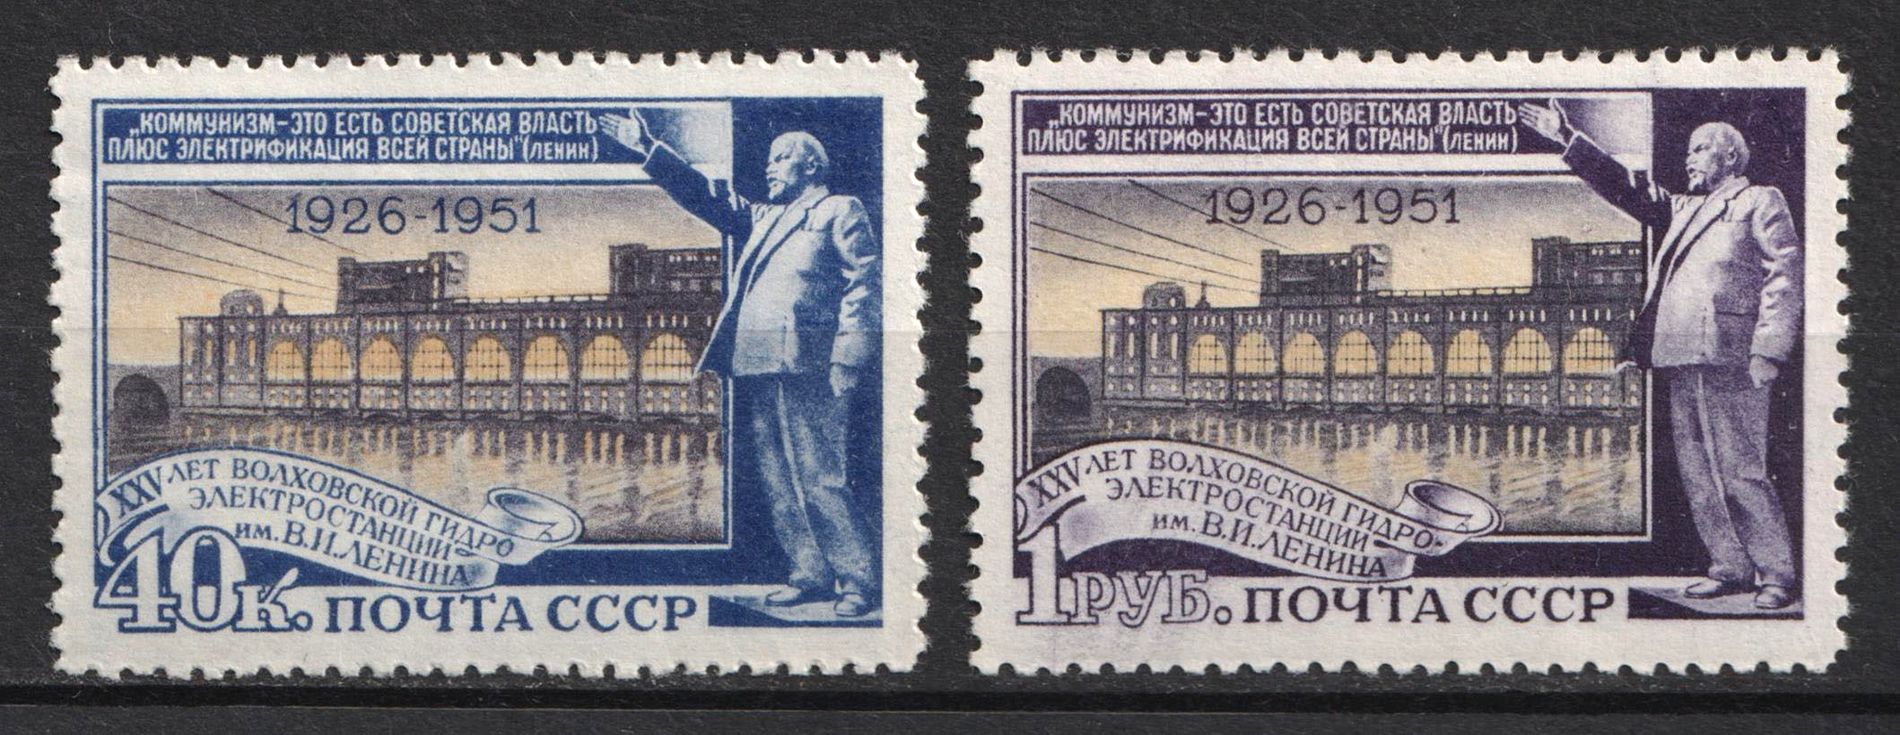 „КОММУНИЗМ-ЭТО ЕСТЬ СОВЕТСКАЯ ВЛАСТЬ
ПЛЮС ЭЛЕКТРИФИКАЦИЯ ВСЕЙ СТРАНЫ" (ЛЕНИН)
1926-1951
XXV ЛЕТ ВОЛХОВСКОЙ ГИДРО
ЭЛЕКТРОСТАНЦИИ
им. В.И.ЛЕНИНА
40К. ПОЧТА СССР
„КОММУНИЗМ-ЭТО ЕСТЬ СОВЕТСКАЯ ВЛАСТЬ
ПЛЮС ЭЛЕКТРИФИКАЦИЯ ВСЕЙ СТРАНЫ" (ЛЕНИН)
1926-1951
XXV ЛЕТ ВОЛХОВСКОЙ ГИДРО-
ЭЛЕКТРОСТАНЦИИ
им. В.И.ЛЕНИНА
1 РУБ. ПОЧТА СССР